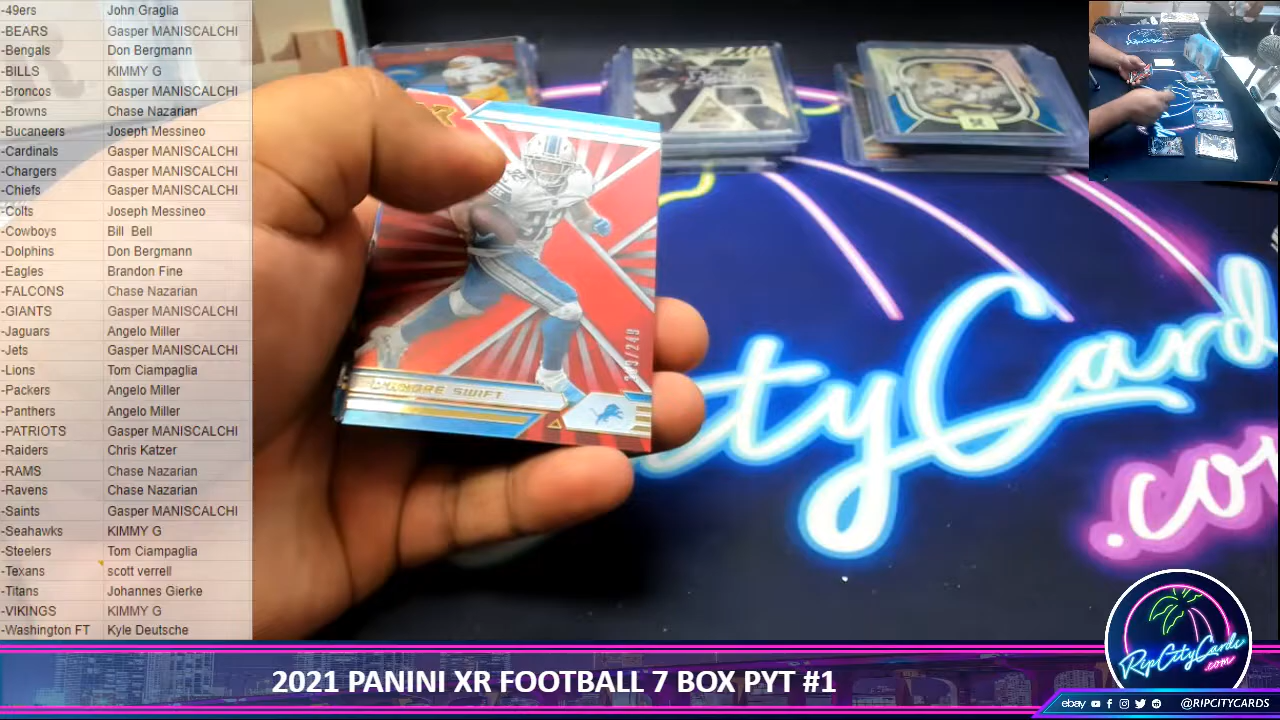 -49ers John Graglia
-BEARS Gasper MANISCALCHI
-Bengals Don Bergmann
-BILLS KIMMY G
-Broncos Gasper MANISCALCHI
-Browns Chase Nazarian
-Bucaneers Joseph Messineo
-Cardinals Gasper MANISCALCHI
-Chargers Gasper MANISCALCHI
-Chiefs Gasper MANISCALCHI
-Colts Joseph Messineo
-Cowboys Bill Bell
-Dolphins Don Bergmann
-Eagles Brandon Fine
-FALCONS Chase Nazarian
-GIANTS Gasper MANISCALCHI
-Jaguars Angelo Miller
-Jets Gasper MANISCALCHI
-Lions Tom Ciampaglia
-Packers Angelo Miller
-Panthers Angelo Miller
-PATRIOTS Gasper MANISCALCHI
-Raiders Chris Katzer
-RAMS Chase Nazarian
-Ravens Chase Nazarian
-Saints Gasper MANISCALCHI
-Seahawks KIMMY G
-Steelers Tom Ciampaglia
-Texans scott verrell
-Titans Johannes Gierke
-VIKINGS KIMMY G
-Washington FT Kyle Deutsche
SWIFT
ityCard
.co
RipCityCards
.com
2021 PANINI XR FOOTBALL 7 BOX PYT #1
ebay @RIPCITYCARDS